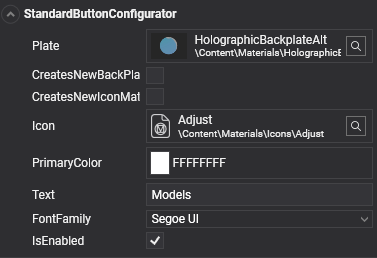 StandardButtonConfigurator
Plate
HolographicBackplateAlt
\Content\Materials\HolographicE
CreatesNewBackPla
CreatesNewIconMat
Icon
Adjust
\Content\Materials\Icons\Adjust
PrimaryColor
FFFFFFFF
Text
Models
FontFamily
Segoe UI
IsEnabled